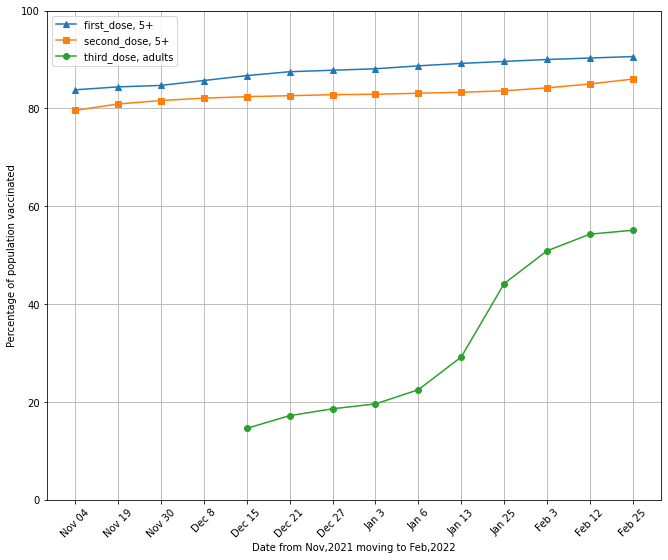 first_dose, 5+
second_dose, 5+
third_dose, adults
Percentage of population vaccinated
100
80
60
40
20
0
Nov 04
Nov 19
Nov 30
Dec 8
Dec 15
Dec 21
Dec 27
Jan 3
Jan 6
Jan 13
Jan 25
Feb 3
Feb 12
Feb 25
Date from Nov,2021 moving to Feb,2022